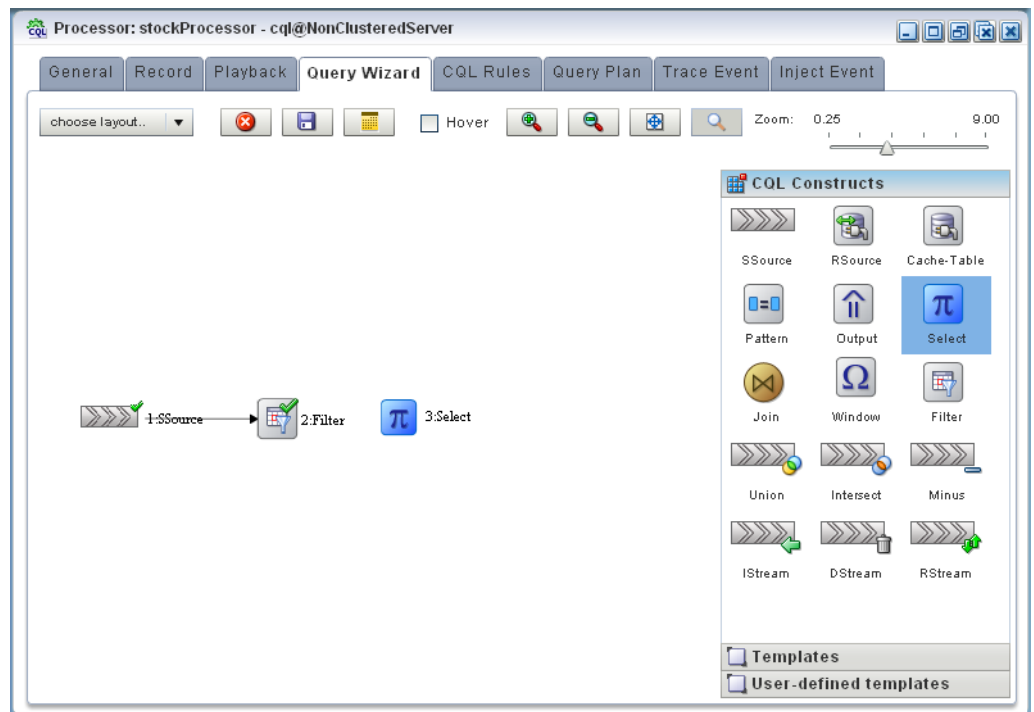 Processor: stockProcessor - cql@NonClusteredServer
General Record Playback Query Wizard CQL Rules Query Plan Trace Event Inject Event
choose layout.. Hover Zoom: 0.25 9.00
CQL Constructs
SSource RSource Cache-Table
Pattern Output Select
Join Window Filter
Union Intersect Minus
IStream DStream RStream
1:SSource 2:Filter 3:Select
Templates
User-defined templates